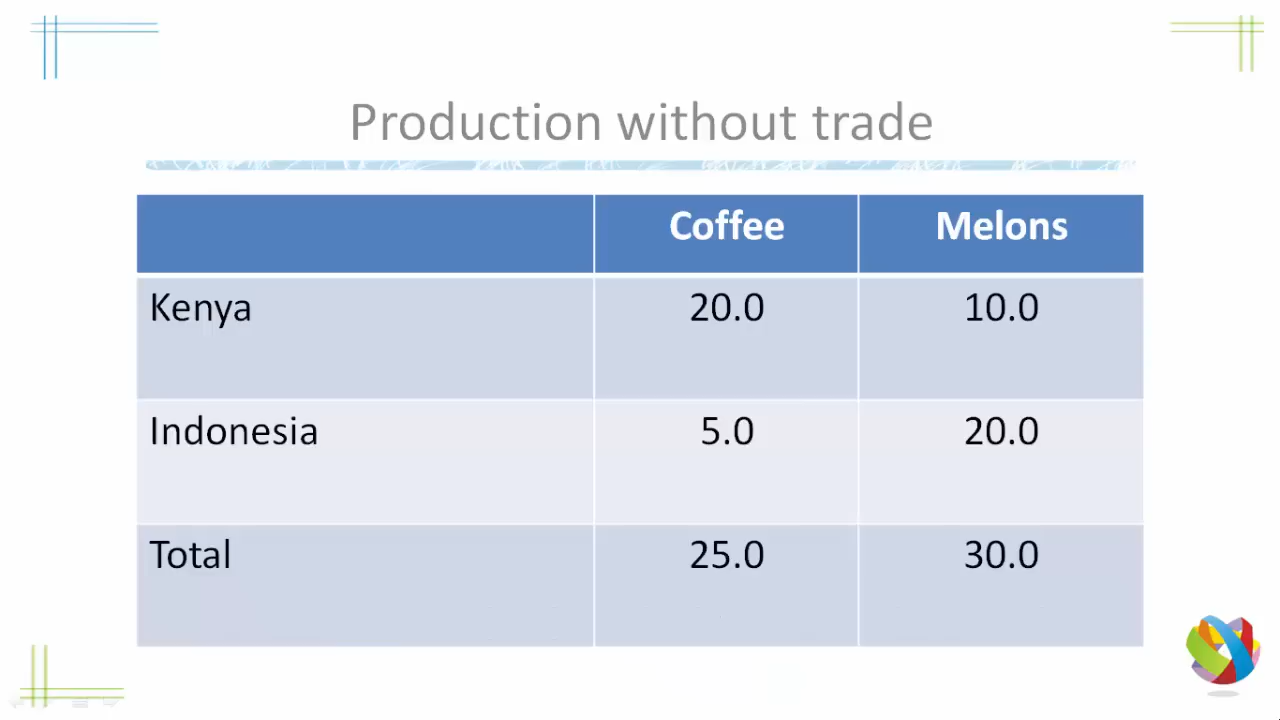 Production without trade
Coffee Melons
Kenya 20.0 10.0
Indonesia 5.0 20.0
Total 25.0 30.0